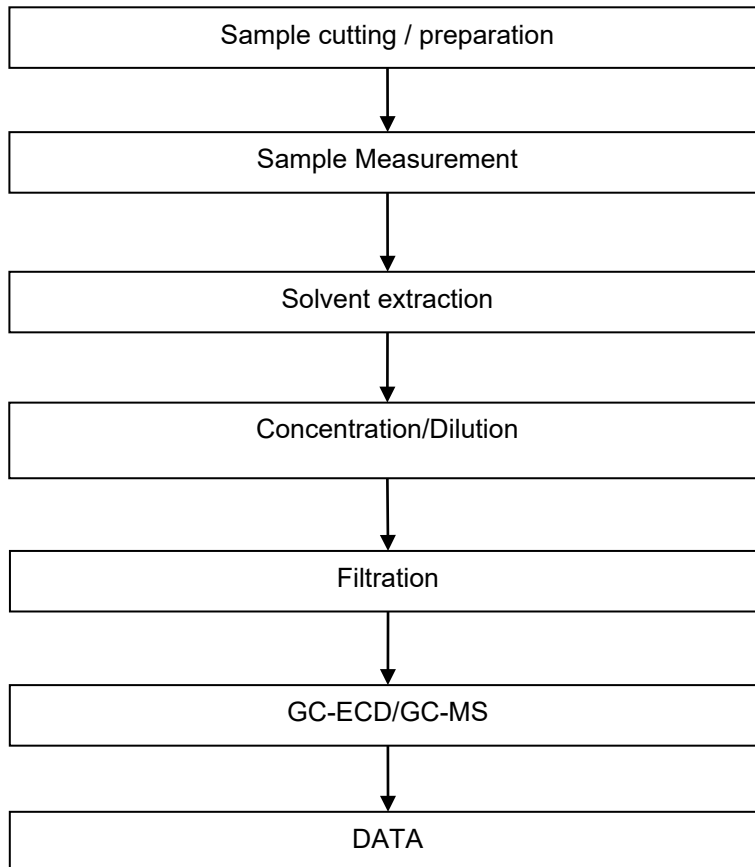 Sample cutting / preparation
Sample Measurement
Solvent extraction
Concentration/Dilution
Filtration
GC-ECD/GC-MS
DATA